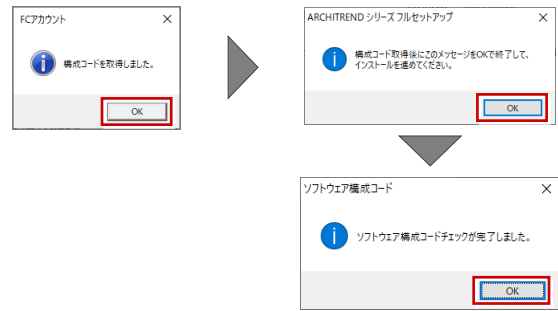 FCアカウント
構成コードを取得しました。
OK
ARCHITREND シリーズ フルセットアップ
構成コード取得後にこのメッセージをOKで終了して、
インストールを進めてください。
OK
ソフトウェア構成コード
ソフトウェア構成コードチェックが完了しました。
OK